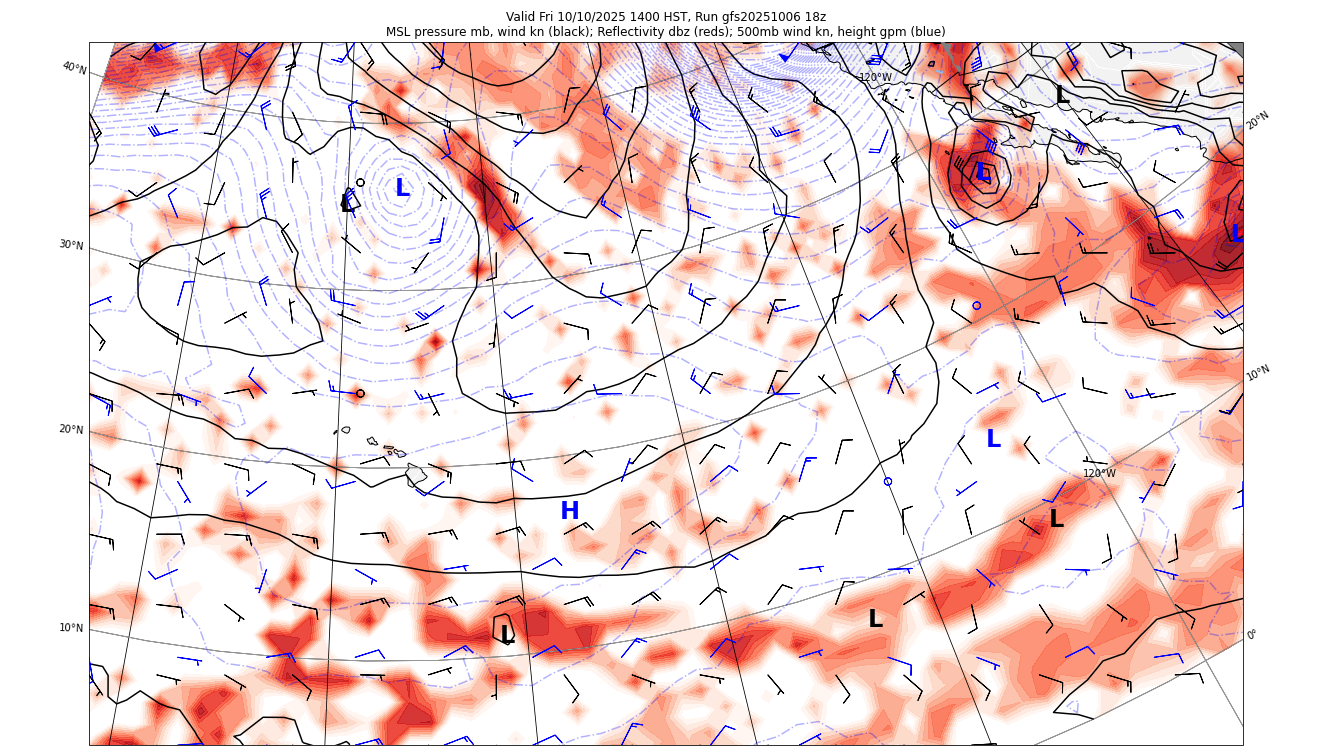 Valid Fri 10/10/2025 1400 HST, Run gfs20251006 18z
MSL pressure mb, wind kn (black); Reflectivity dbz (reds); 500mb wind kn, height gpm (blue)
40°N
120°W
L
20°N
L
L
L
L
30°N
10°N
20°N
L
120°W
H
L
10°N
L
L
0°